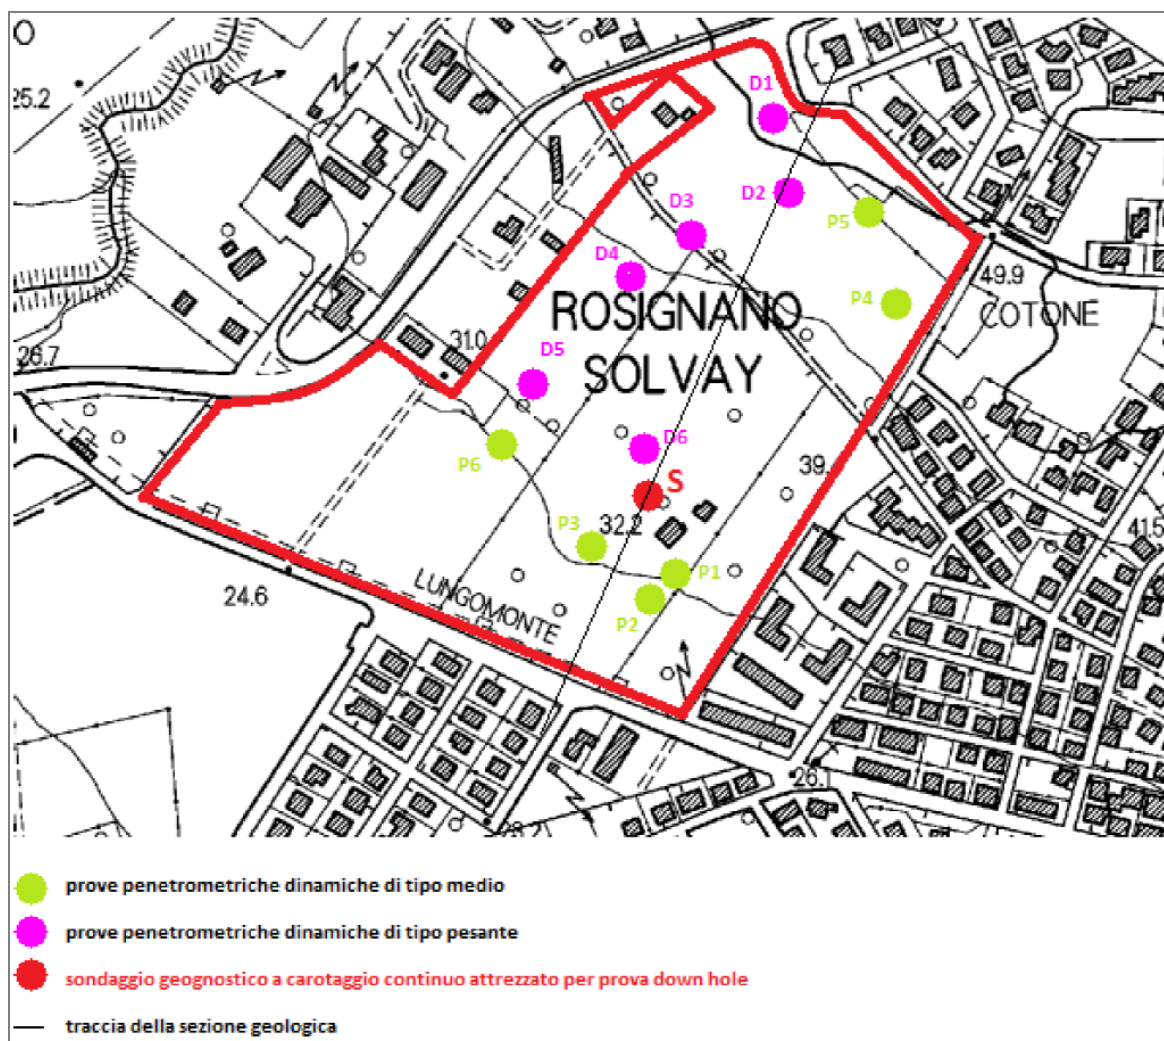 O
25.2
D1
D2
D3
P5
D4
49.9
P4
ROSIGNANO
COTONE
31.0
26.7
D5
SOLVAY
D6
P6
39.
S
32.2
P3
41.5
P1
LUNGOMONTE
24.6
P2
26.1
prove penetrometriche dinamiche di tipo medio
prove penetrometriche dinamiche di tipo pesante
sondaggio geognostico a carotaggio continuo attrezzato per prova down hole
traccia della sezione geologica